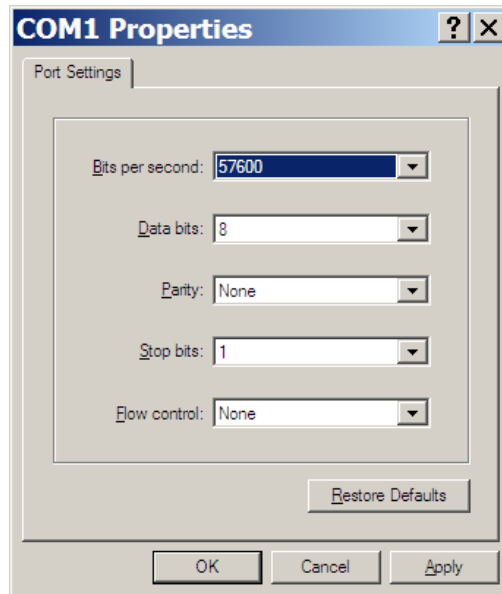 COM1 Properties
Port Settings
Bits per second: 57600
Data bits: 8
Parity: None
Stop bits: 1
Flow control: None
Restore Defaults
OK Cancel Apply